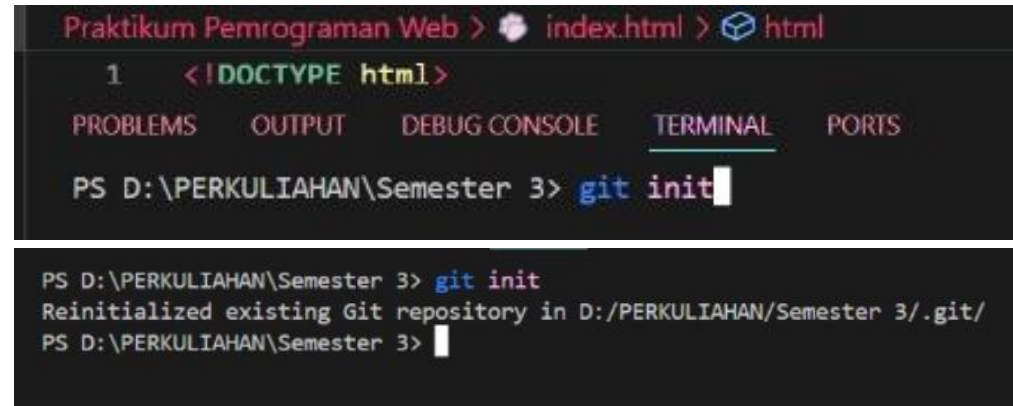 Praktikum Pemrograman Web > index.html > html
1 <!DOCTYPE html>
PROBLEMS OUTPUT DEBUG CONSOLE TERMINAL PORTS
PS D:\PERKULIAHAN\Semester 3> git init
PS D:\PERKULIAHAN\Semester 3> git init
Reinitialized existing Git repository in D:/PERKULIAHAN/Semester 3/.git/
PS D:\PERKULIAHAN\Semester 3>